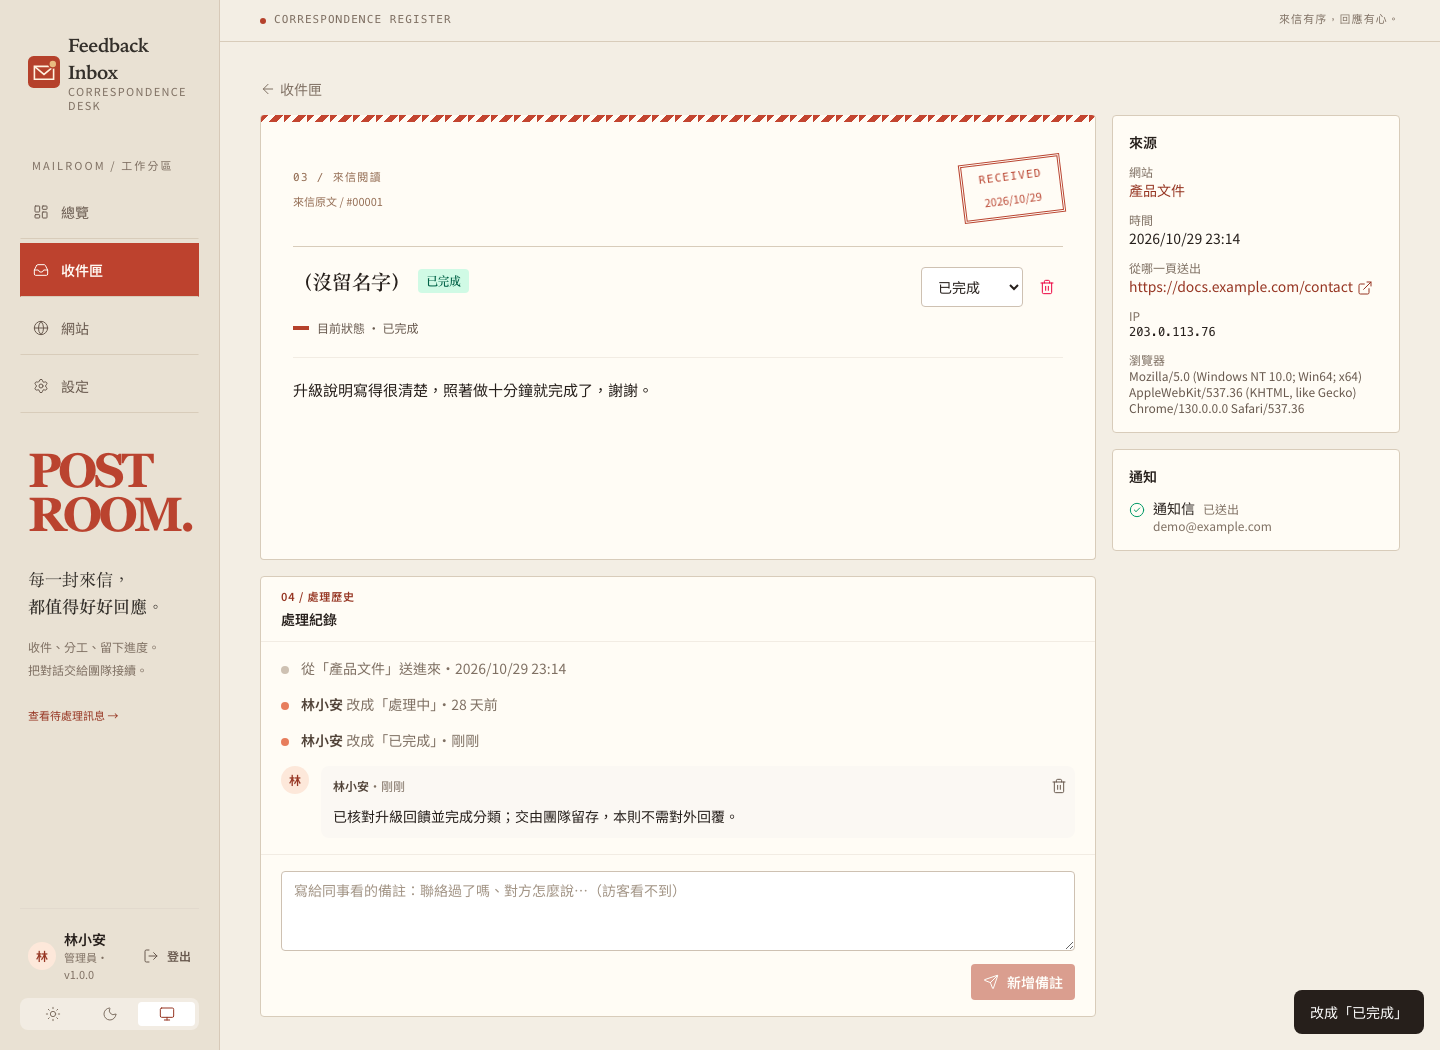 Feedback
Inbox
CORRESPONDENCE
DESK
MAILROOM / 工作分區
總覽
收件匣
網站
設定
POST
ROOM.
每一封來信，
都值得好好回應。
收件、分工、留下進度。
把對話交給團隊接續。
查看待處理訊息 →
林
林小安
管理員・
v1.0.0
登出
CORRESPONDENCE REGISTER
來信有序，回應有心。
← 收件匣
03 / 來信閱讀
來信原文 / #00001
RECEIVED
2026/10/29
（沒留名字）
已完成
已完成
目前狀態 · 已完成
升級說明寫得很清楚，照著做十分鐘就完成了，謝謝。
04 / 處理歷史
處理紀錄
從「產品文件」送進來・2026/10/29 23:14
林小安 改成「處理中」・28 天前
林小安 改成「已完成」・剛剛
林
林小安・剛剛
已核對升級回饋並完成分類；交由團隊留存，本則不需對外回覆。
寫給同事看的備註：聯絡過了嗎、對方怎麼說⋯（訪客看不到）
新增備註
來源
網站
產品文件
時間
2026/10/29 23:14
從哪一頁送出
https://docs.example.com/contact
IP
203.0.113.76
瀏覽器
Mozilla/5.0 (Windows NT 10.0; Win64; x64)
AppleWebKit/537.36 (KHTML, like Gecko)
Chrome/130.0.0.0 Safari/537.36
通知
通知信 已送出
demo@example.com
改成「已完成」